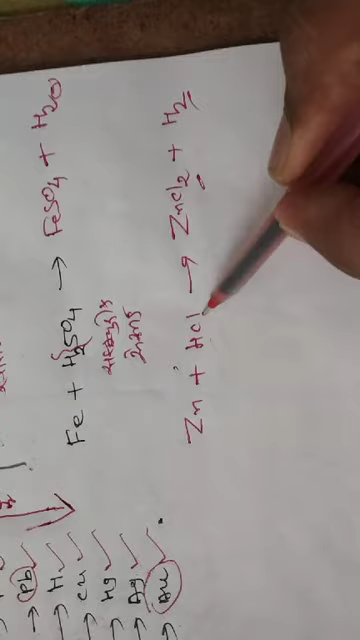 → Pb
→ H
→ Cu
→ Hg
→ Ag
→ Au
Fe + H2SO4 → FeSO4 + H2O
Zn + HCl → ZnCl2 + H2